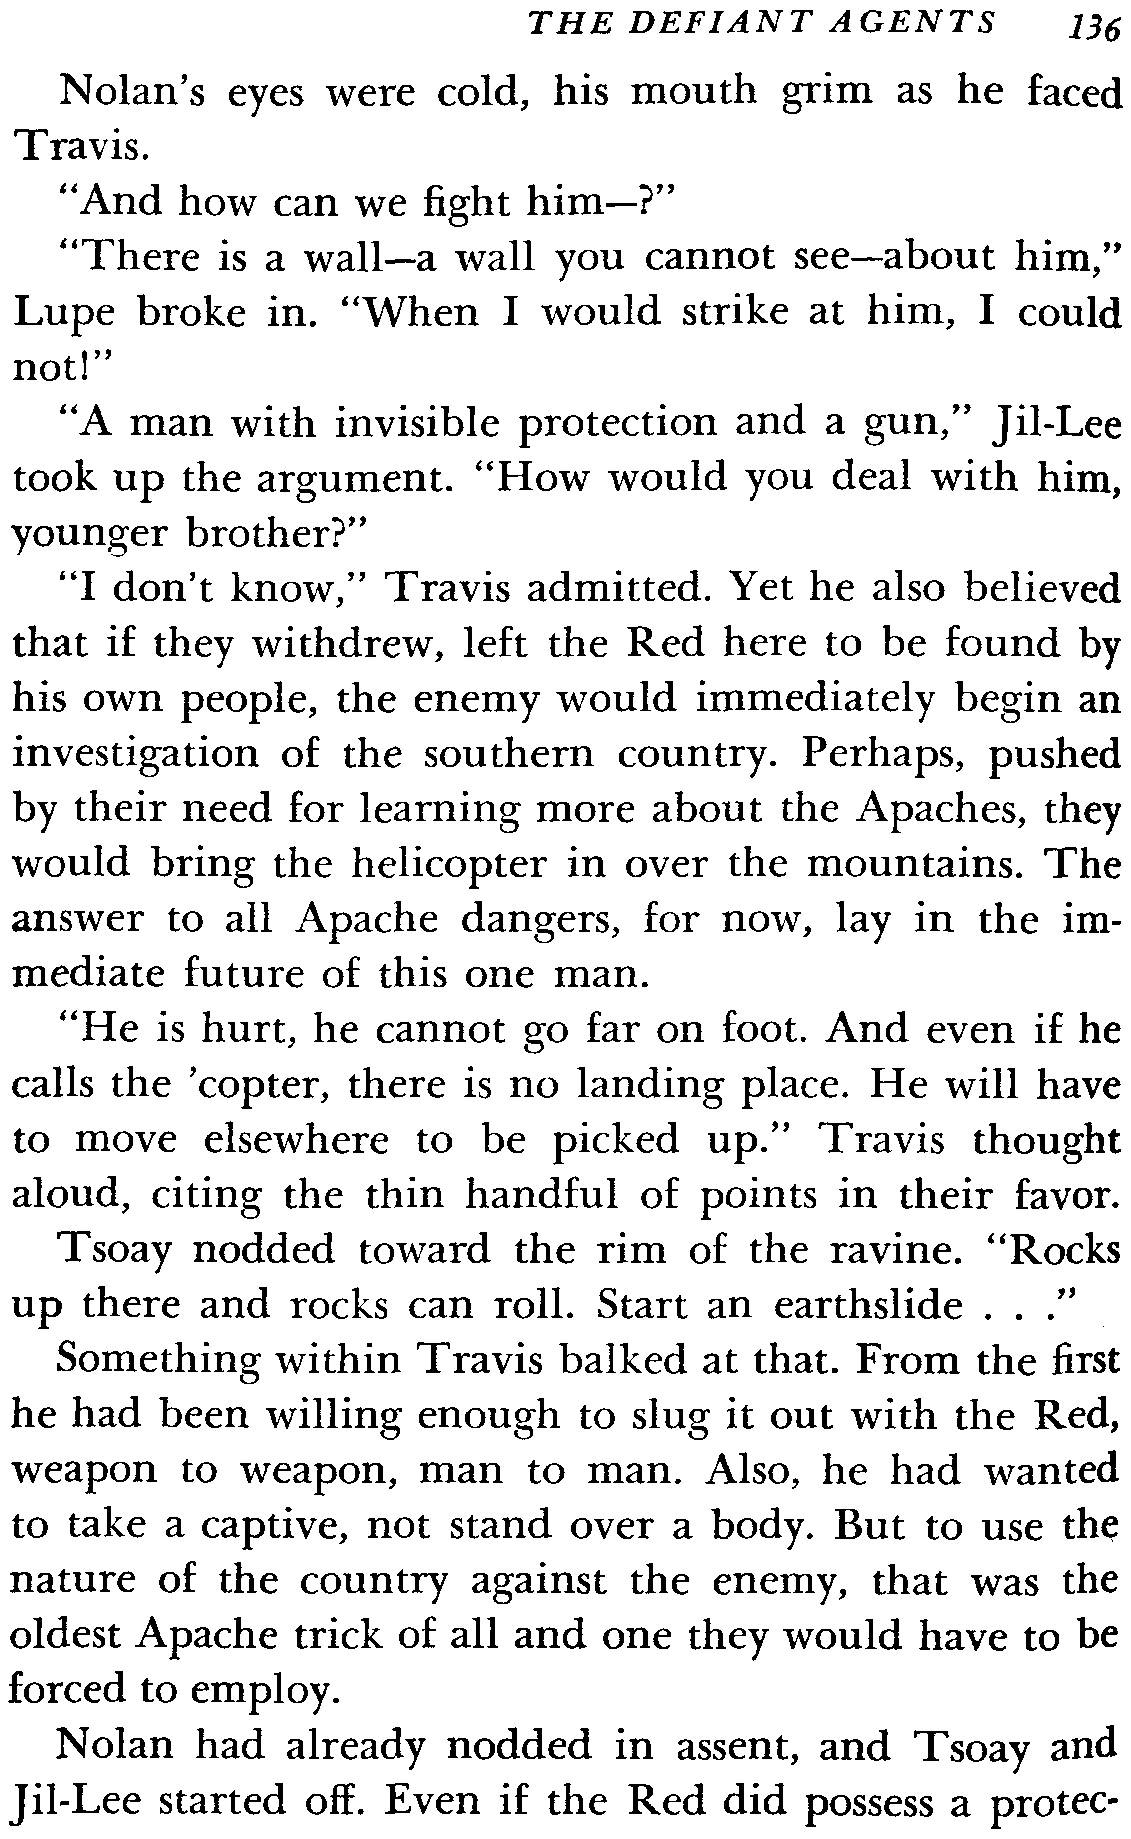 THE DEFIANT AGENTS 136
Nolan's eyes were cold, his mouth grim as he faced
Travis.
"And how can we fight him—?"
"There is a wall—a wall you cannot see—about him,"
Lupe broke in. "When I would strike at him, I could
not!"
"A man with invisible protection and a gun," Jil-Lee
took up the argument. "How would you deal with him,
younger brother?"
"I don't know," Travis admitted. Yet he also believed
that if they withdrew, left the Red here to be found by
his own people, the enemy would immediately begin an
investigation of the southern country. Perhaps, pushed
by their need for learning more about the Apaches, they
would bring the helicopter in over the mountains. The
answer to all Apache dangers, for now, lay in the im-
mediate future of this one man.
"He is hurt, he cannot go far on foot. And even if he
calls the 'copter, there is no landing place. He will have
to move elsewhere to be picked up." Travis thought
aloud, citing the thin handful of points in their favor.
Tsoay nodded toward the rim of the ravine. "Rocks
up there and rocks can roll. Start an earthslide . . ."
Something within Travis balked at that. From the first
he had been willing enough to slug it out with the Red,
weapon to weapon, man to man. Also, he had wanted
to take a captive, not stand over a body. But to use the
nature of the country against the enemy, that was the
oldest Apache trick of all and one they would have to be
forced to employ.
Nolan had already nodded in assent, and Tsoay and
Jil-Lee started off. Even if the Red did possess a protec-